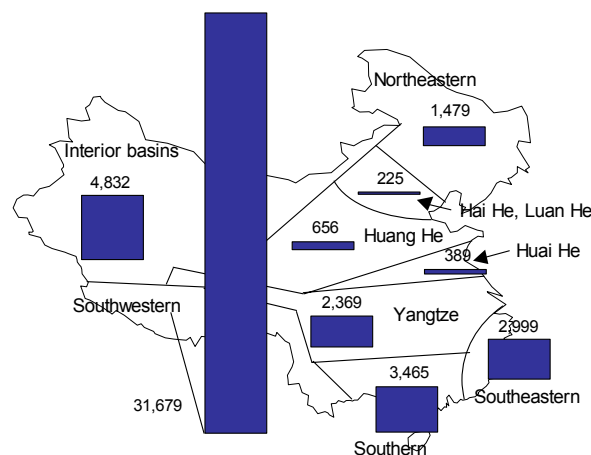 Northeastern
1,479
Interior basins
4,832
225
Hai He, Luan He
656
Huang He
Huai He
389
Southwestern
2,369
Yangtze
2,999
3,465
Southeastern
31,679
Southern